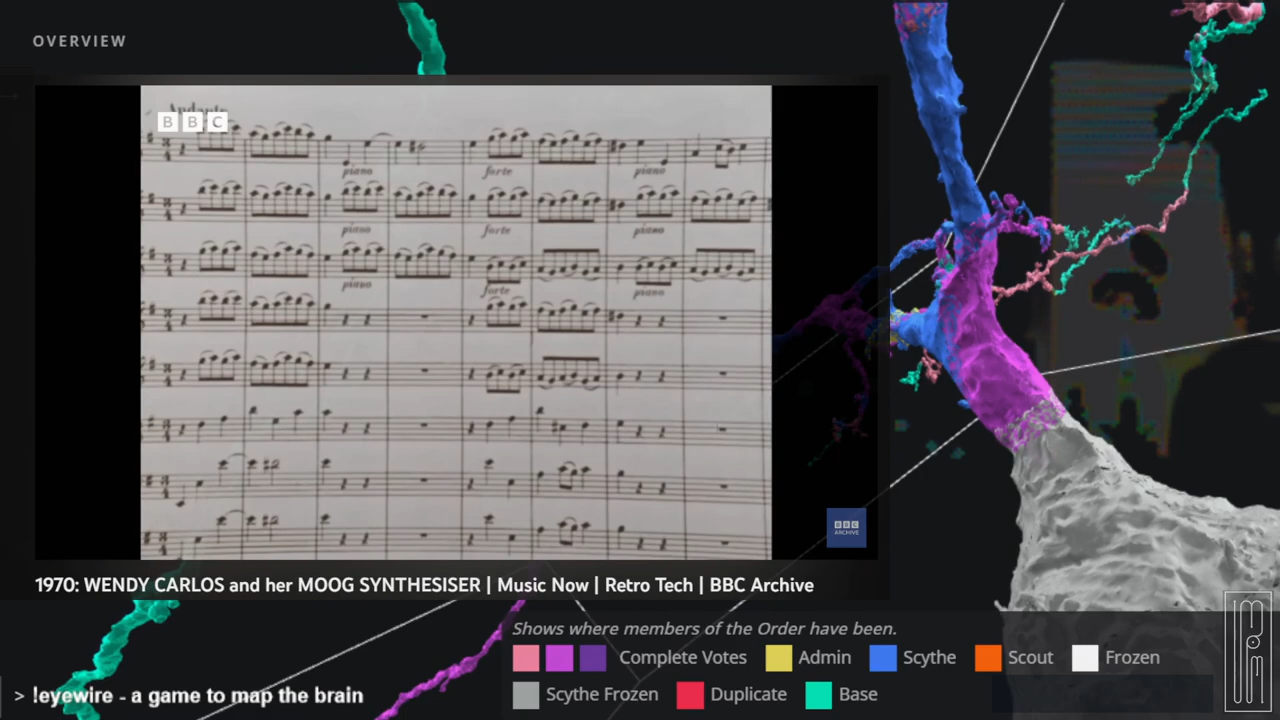 OVERVIEW
Andante
BBC
piano forte piano
piano forte piano
piano forte piano
BBC
ARCHIVE
1970: WENDY CARLOS and her MOOG SYNTHESISER | Music Now | Retro Tech | BBC Archive
Shows where members of the Order have been.
Complete Votes Admin Scythe Scout Frozen
Scythe Frozen Duplicate Base
> !eyewire - a game to map the brain